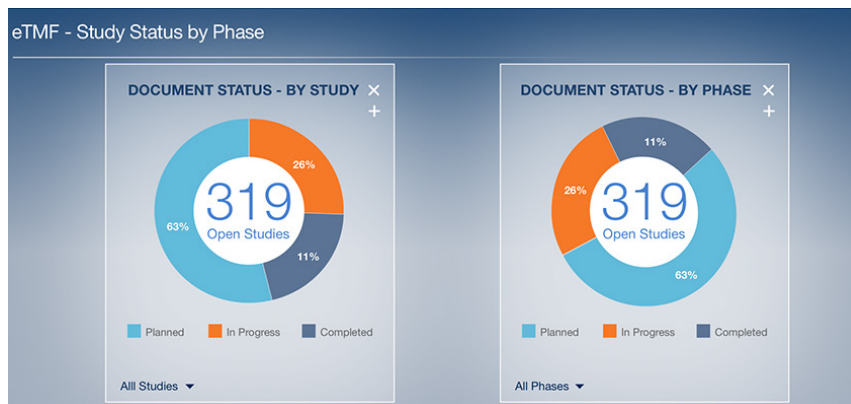 eTMF - Study Status by Phase
DOCUMENT STATUS - BY STUDY
26%
319
Open Studies
63%
11%
Planned
In Progress
Completed
Alll Studies
DOCUMENT STATUS - BY PHASE
11%
26%
319
Open Studies
63%
Planned
In Progress
Completed
All Phases